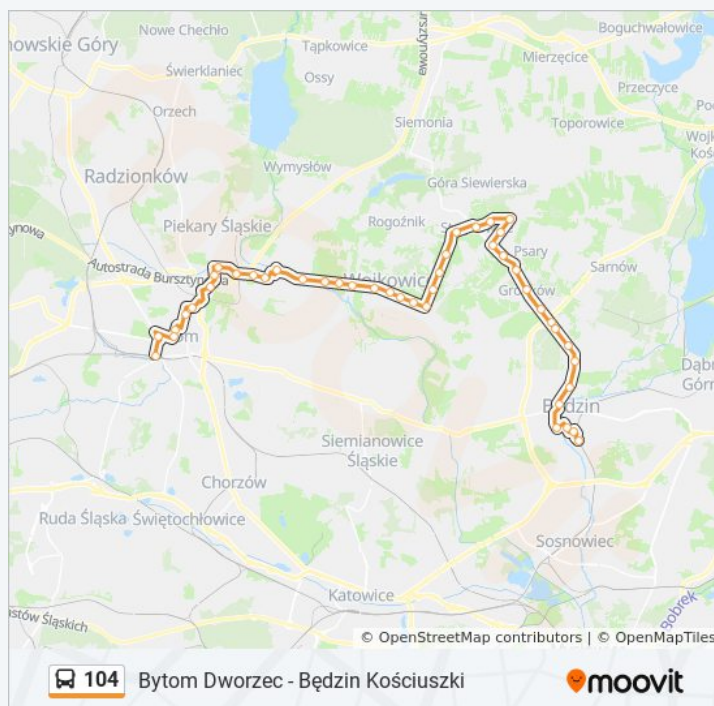 Nowe Chechło
Boguchwałowice
nowskie Góry
Tąpkowice
Świerklaniec
Ossy
Mierzęcice
Przeczyce
Orzech
Siemonia
Toporowice
Wymysłów
Radzionków
Góra Siewierska
Rogoźnik
Piekary Śląskie
Psary
Sarnów
Autostrada Bursztynowa
Wojkowice
Będzin
Siemianowice
Śląskie
Chorzów
Ruda Śląska
Świętochłowice
Sosnowiec
Katowice
Bobrek
© OpenStreetMap contributors | © OpenMapTiles
104 Bytom Dworzec - Będzin Kościuszki
moovit